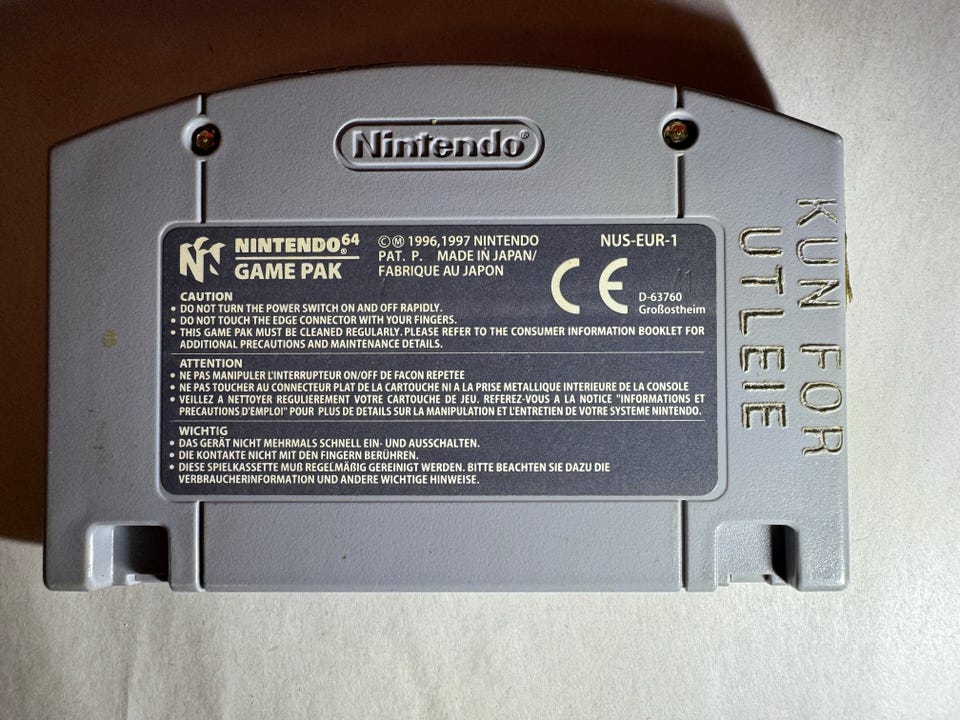 Nintendo®
NINTENDO64®
GAME PAK
©Ⓜ 1996,1997 NINTENDO
PAT. P. MADE IN JAPAN/
FABRIQUE AU JAPON
NUS-EUR-1
CE
D-63760
Großostheim
CAUTION
• DO NOT TURN THE POWER SWITCH ON AND OFF RAPIDLY.
• DO NOT TOUCH THE EDGE CONNECTOR WITH YOUR FINGERS.
• THIS GAME PAK MUST BE CLEANED REGULARLY. PLEASE REFER TO THE CONSUMER INFORMATION BOOKLET FOR
ADDITIONAL PRECAUTIONS AND MAINTENANCE DETAILS.
ATTENTION
• NE PAS MANIPULER L'INTERRUPTEUR ON/OFF DE FACON REPETEE
• NE PAS TOUCHER AU CONNECTEUR PLAT DE LA CARTOUCHE NI A LA PRISE METALLIQUE INTERIEURE DE LA CONSOLE
• VEILLEZ A NETTOYER REGULIEREMENT VOTRE CARTOUCHE DE JEU. REFEREZ-VOUS A LA NOTICE "INFORMATIONS ET
PRECAUTIONS D'EMPLOI" POUR PLUS DE DETAILS SUR LA MANIPULATION ET L'ENTRETIEN DE VOTRE SYSTEME NINTENDO.
WICHTIG
• DAS GERÄT NICHT MEHRMALS SCHNELL EIN- UND AUSSCHALTEN.
• DIE KONTAKTE NICHT MIT DEN FINGERN BERÜHREN.
• DIESE SPIELKASSETTE MUß REGELMÄßIG GEREINIGT WERDEN. BITTE BEACHTEN SIE DAZU DIE
VERBRAUCHERINFORMATION UND ANDERE WICHTIGE HINWEISE.
KUN FOR
UTLEIE